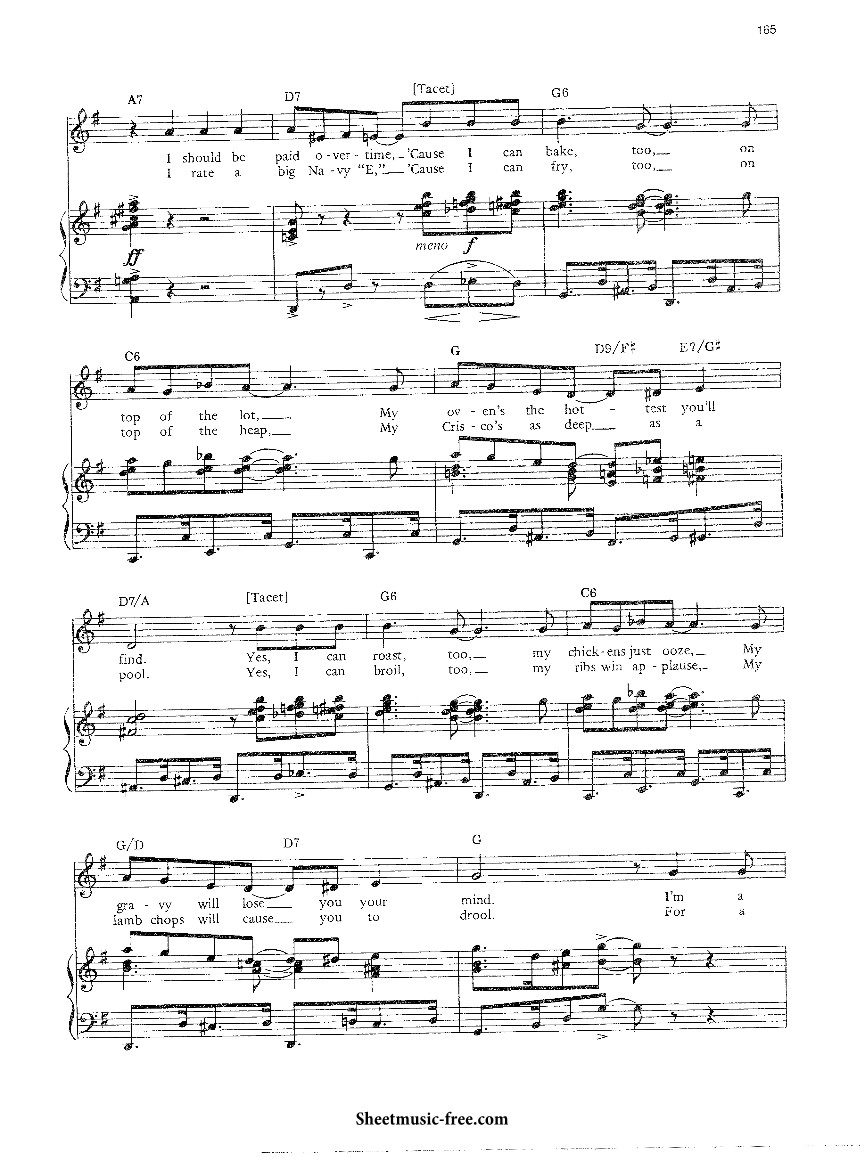 165
A7 D7 [Tacet] G6
I should be paid o - ver - time, 'Cause I can bake, too, on
I rate a big Na - vy "E," 'Cause I can fry, too, on
ff meno f
C6 G D9/F♯ E7/G♯
top of the lot, My ov - en's the hot - test you'll
top of the heap, My Cris - co's as deep as a
D7/A [Tacet] G6 C6
find. Yes, I can roast, too, my chick - ens just ooze, My
pool. Yes, I can broil, too, my ribs win ap - plause, My
G/D D7 G
gra - vy will lose you your mind. I'm a
lamb chops will cause you to drool. For a
Sheetmusic-free.com